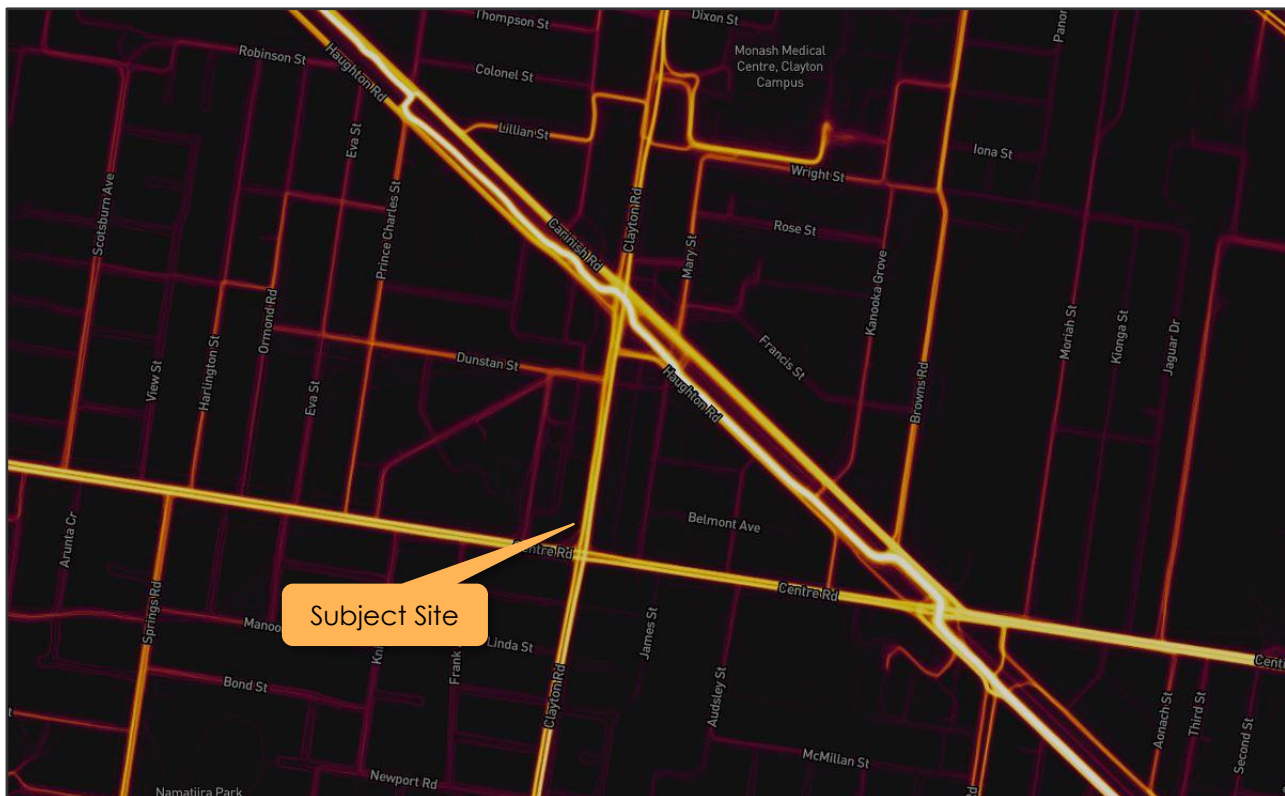 Thompson St
Dixon St
Haughton Rd
Robinson St
Monash Medical
Centre, Clayton
Campus
Colonel St
Eva St
Lillian St
Iona St
Wright St
Scotsburn Ave
Prince Charles St
Clayton Rd
Carinish Rd
Mary St
Rose St
Kanooka Grove
Ormond Rd
Moriah St
Kionga St
Jaguar Dr
View St
Harlington St
Eva St
Dunstan St
Francis St
Haughton Rd
Browns Rd
Arunta Cr
Belmont Ave
Centre Rd
Centre Rd
Subject Site
Springs Rd
Linda St
James St
Bond St
Clayton Rd
Audsley St
Aonach St
Third St
Second St
McMillan St
Newport Rd
Namatjira Park
Rd